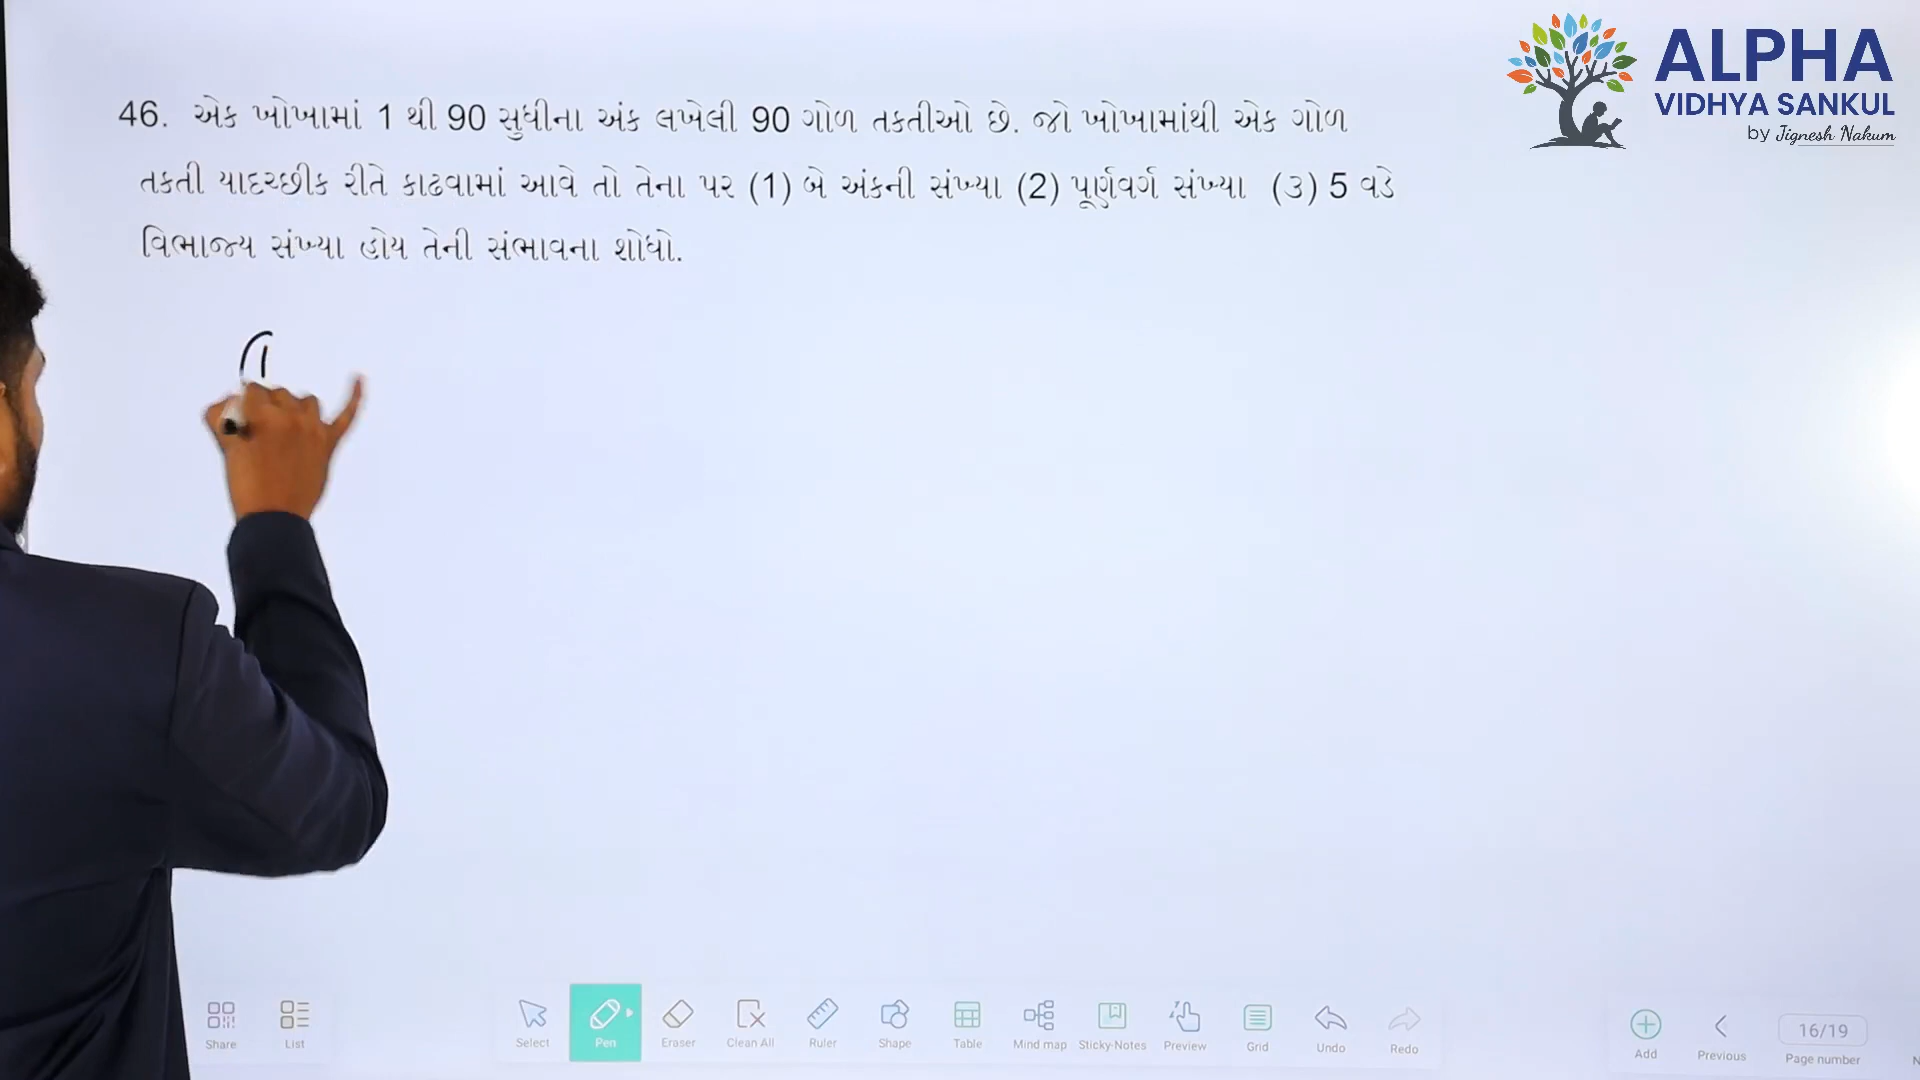 ALPHA
VIDHYA SANKUL
by Jignesh Nakum
46. એક ખોખામાં 1 થી 90 સુધીના અંક લખેલી 90 ગોળ તકતીઓ છે. જો ખોખામાંથી એક ગોળ
તકતી યાદચ્છીક રીતે કાઢવામાં આવે તો તેના પર (1) બે અંકની સંખ્યા (2) પૂર્ણવર્ગ સંખ્યા (૩) 5 વડે
વિભાજ્ય સંખ્યા હોય તેની સંભાવના શોધો.
(1
Share List Select Pen Eraser Clean All Ruler Shape Table Mind map Sticky-Notes Preview Grid Undo Redo Add Previous 16/19 Page number